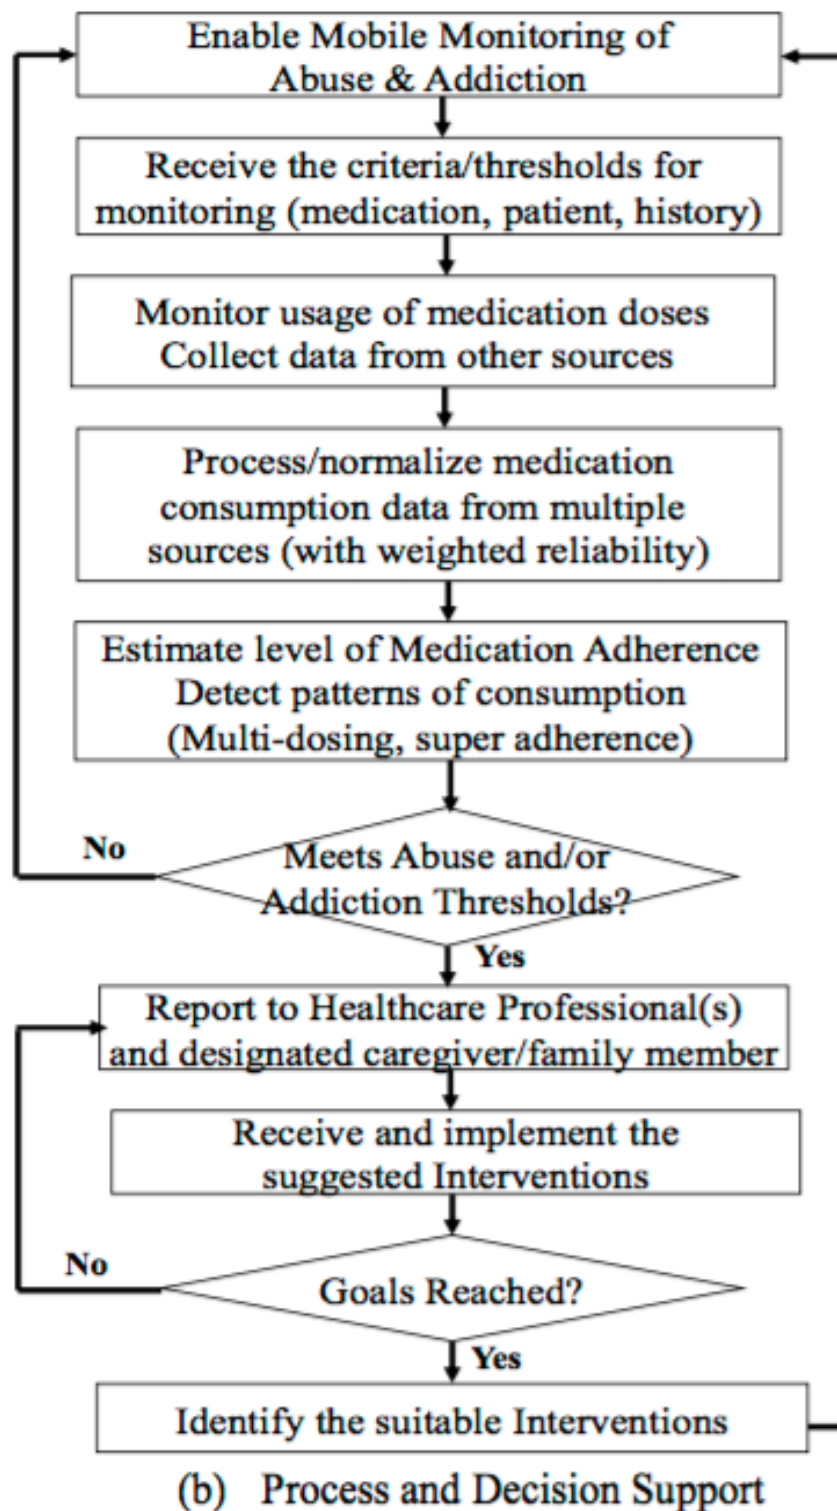 Enable Mobile Monitoring of
Abuse & Addiction
Receive the criteria/thresholds for
monitoring (medication, patient, history)
Monitor usage of medication doses
Collect data from other sources
Process/normalize medication
consumption data from multiple
sources (with weighted reliability)
Estimate level of Medication Adherence
Detect patterns of consumption
(Multi-dosing, super adherence)
No
Meets Abuse and/or
Addiction Thresholds?
Yes
Report to Healthcare Professional(s)
and designated caregiver/family member
Receive and implement the
suggested Interventions
No
Goals Reached?
Yes
Identify the suitable Interventions
(b) Process and Decision Support